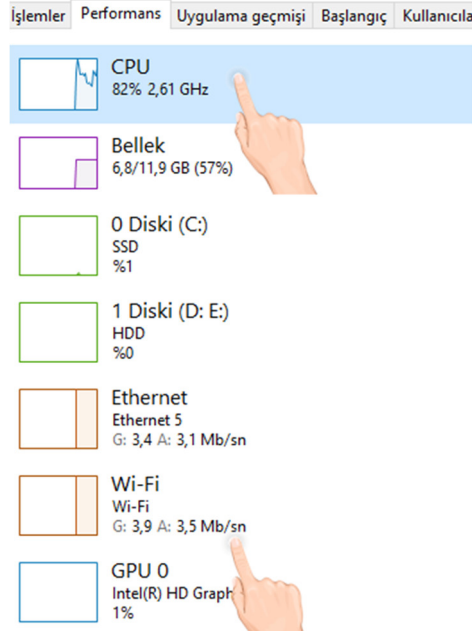 İşlemler Performans Uygulama geçmişi Başlangıç
CPU
82% 2,61 GHz
Bellek
6,8/11,9 GB (57%)
0 Diski (C:)
SSD
%1
1 Diski (D: E:)
HDD
%0
Ethernet
Ethernet 5
G: 3,4 A: 3,1 Mb/sn
Wi-Fi
Wi-Fi
G: 3,9 A: 3,5 Mb/sn
GPU 0
Intel(R) HD
1%